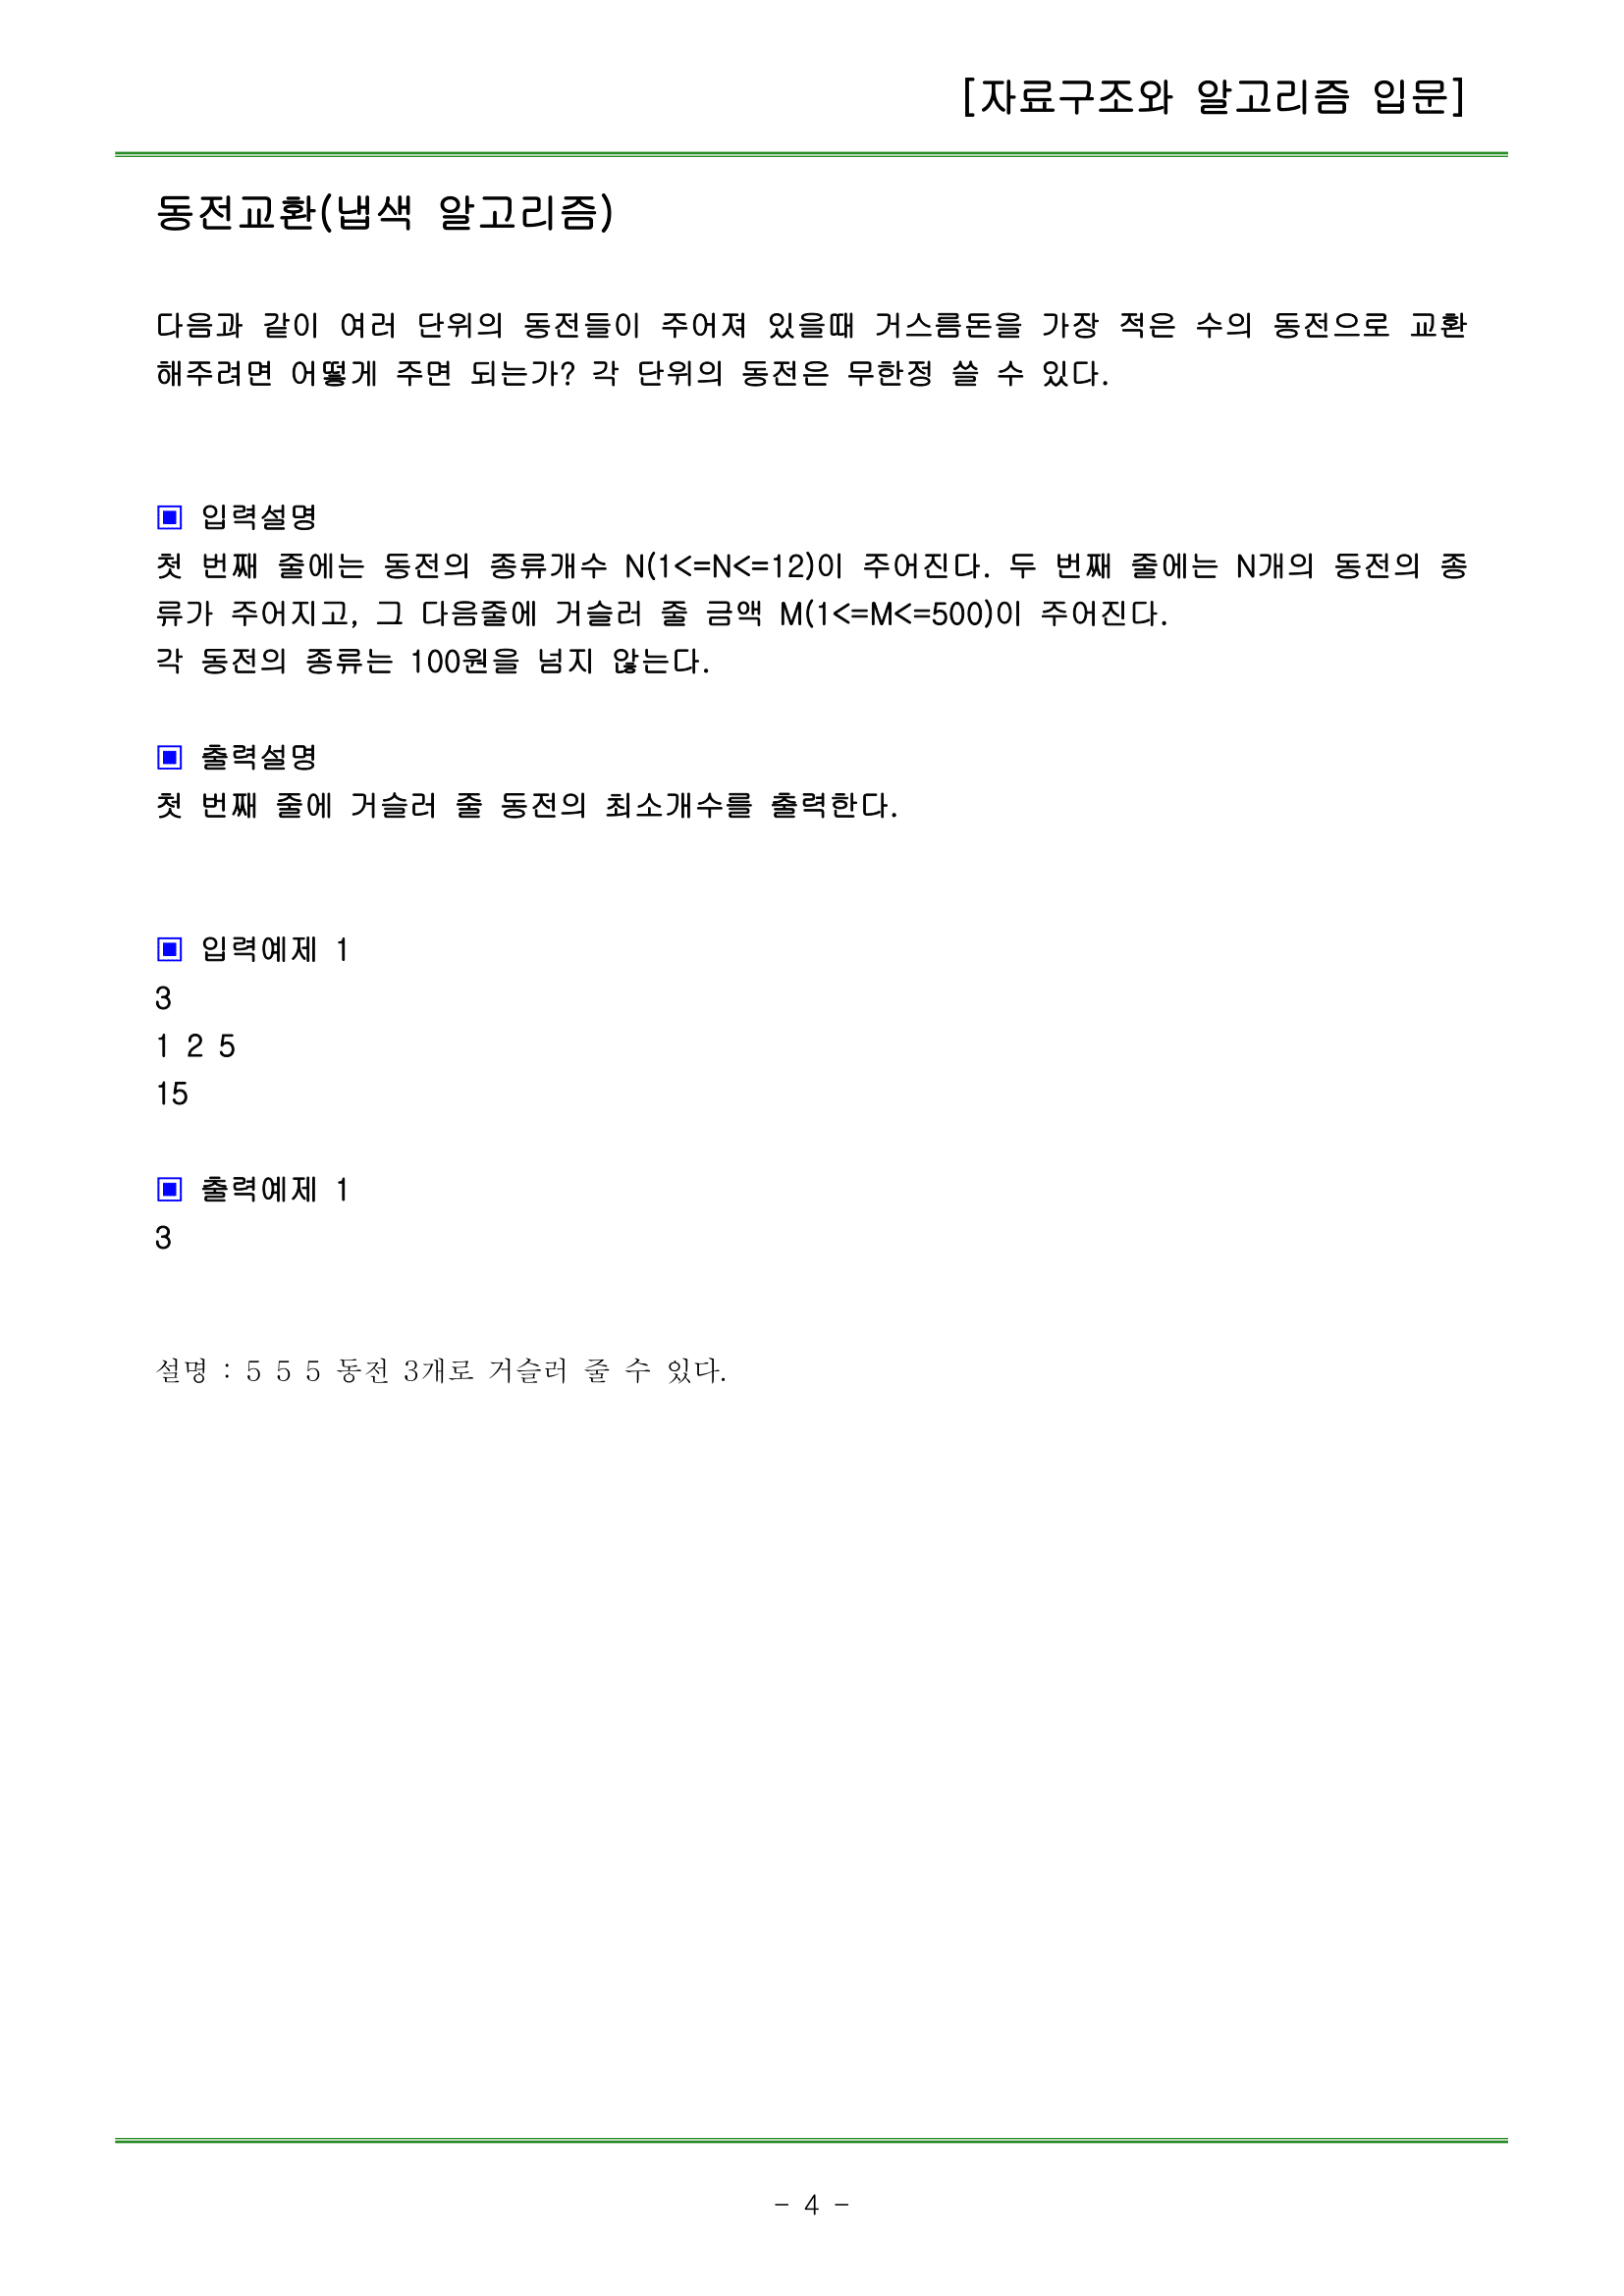 [자료구조와 알고리즘 입문]
동전교환(냅색 알고리즘)
다음과 같이 여러 단위의 동전들이 주어져 있을때 거스름돈을 가장 적은 수의 동전으로 교환
해주려면 어떻게 주면 되는가? 각 단위의 동전은 무한정 쓸 수 있다.
▣ 입력설명
첫 번째 줄에는 동전의 종류개수 N(1<=N<=12)이 주어진다. 두 번째 줄에는 N개의 동전의 종
류가 주어지고, 그 다음줄에 거슬러 줄 금액 M(1<=M<=500)이 주어진다.
각 동전의 종류는 100원을 넘지 않는다.
▣ 출력설명
첫 번째 줄에 거슬러 줄 동전의 최소개수를 출력한다.
▣ 입력예제 1
3
1 2 5
15
▣ 출력예제 1
3
설명 : 5 5 5 동전 3개로 거슬러 줄 수 있다.
- 4 -